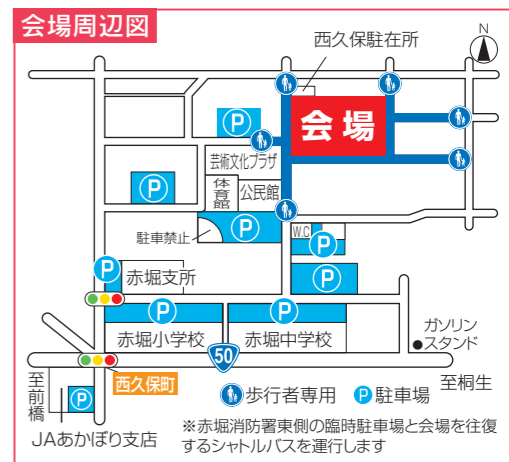 会場周辺図
西久保駐在所
N
会場
P
芸術文化プラザ
体育館
公民館
P
駐車禁止
P
W.C
P
P
P
赤堀支所
P
P
赤堀小学校
赤堀中学校
ガソリン
スタンド
50
西久保町
至前橋
P
JAあかぼり支店
歩行者専用
P 駐車場
至桐生
※赤堀消防署東側の臨時駐車場と会場を往復
するシャトルバスを運行します